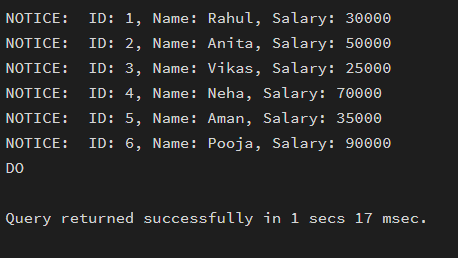 NOTICE:  ID: 1, Name: Rahul, Salary: 30000
NOTICE:  ID: 2, Name: Anita, Salary: 50000
NOTICE:  ID: 3, Name: Vikas, Salary: 25000
NOTICE:  ID: 4, Name: Neha, Salary: 70000
NOTICE:  ID: 5, Name: Aman, Salary: 35000
NOTICE:  ID: 6, Name: Pooja, Salary: 90000
DO
Query returned successfully in 1 secs 17 msec.